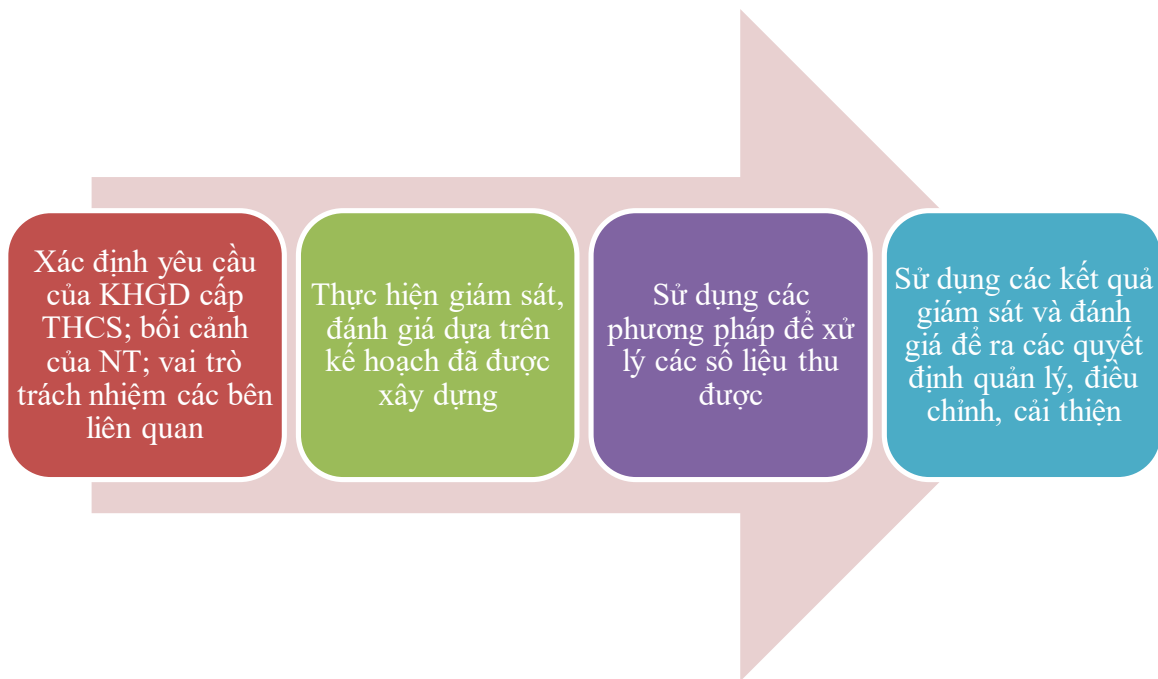 Xác định yêu cầu
của KHGD cấp
THCS; bối cảnh
của NT; vai trò
trách nhiệm các bên
liên quan
Thực hiện giám sát,
đánh giá dựa trên
kế hoạch đã được
xây dựng
Sử dụng các
phương pháp để xử
lý các số liệu thu
được
Sử dụng các kết quả
giám sát và đánh
giá để ra các quyết
định quản lý, điều
chỉnh, cải thiện